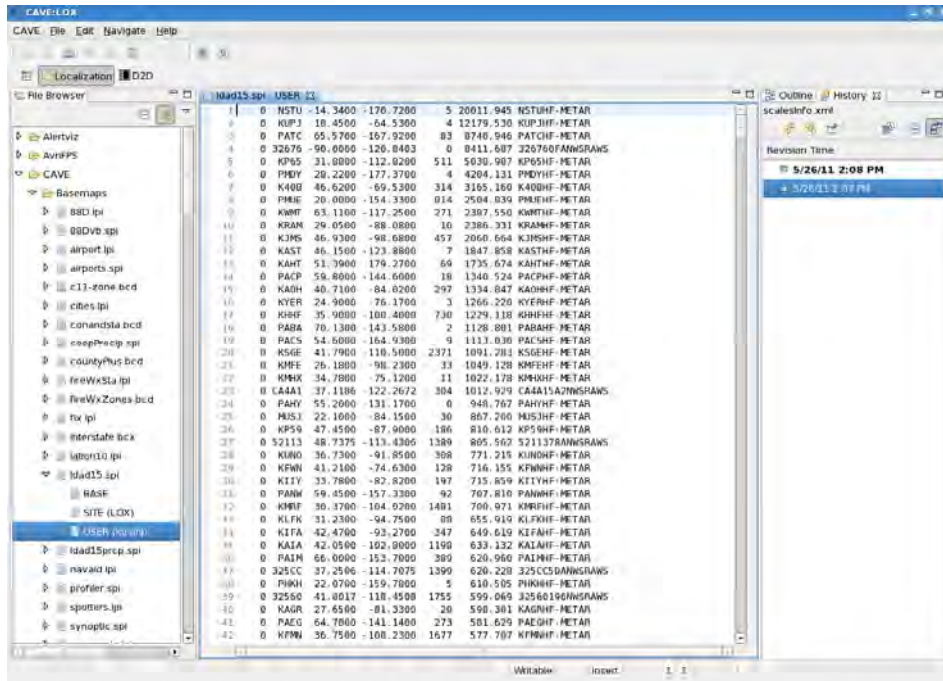 CAVE:LOX
CAVE File Edit Navigate Help
Localization D2D
File Browser
Alertviz
AvnFPS
CAVE
Basemaps
88D.lpi
88Dvb.spi
airport.lpi
airports.spi
c11-zone.bcd
cities.lpi
conandsta.bcd
coopPrecip.spi
countyPlus.bcd
fireWxSta.lpi
fireWxZones.bcd
fix.lpi
interstate.bcx
latlon10.lpi
ldad15.spi
BASE
SITE (LOX)
USER
ldad15prcp.spi
navaid.lpi
profiler.spi
spotters.lpi
synoptic.spi
ldad15.spi USER
1 0 NSTU -14.3400 -170.7200 5 20011.945 NSTUHF-METAR
2 0 KUPJ 18.4500 -64.5300 4 12179.530 KUPJHF-METAR
3 0 PATC 65.5700 -167.9200 83 8740.946 PATCHF-METAR
4 0 32676 -90.0000 -120.8403 0 8411.687 326760FANWSRAWS
5 0 KP65 31.8800 -112.8200 511 5030.907 KP65HF-METAR
6 0 PMDY 28.2200 -177.3700 4 4204.131 PMDYHF-METAR
7 0 K40B 46.6200 -69.5300 314 3165.160 K40BHF-METAR
8 0 PMUE 20.0000 -154.3300 814 2504.839 PMUEHF-METAR
9 0 KWMT 63.1100 -117.2500 271 2387.550 KWMTHF-METAR
10 0 KRAM 29.0500 -88.0800 10 2386.331 KRAMHF-METAR
11 0 KJMS 46.9300 -98.6800 457 2060.664 KJMSHF-METAR
12 0 KAST 46.1500 -123.8800 7 1847.858 KASTHF-METAR
13 0 KAHT 51.3900 179.2700 69 1735.674 KAHTHF-METAR
14 0 PACP 59.8000 -144.6000 18 1340.524 PACPHF-METAR
15 0 KAOH 40.7100 -84.0200 297 1334.847 KAOHHF-METAR
16 0 KYER 24.9000 -76.1700 3 1266.220 KYERHF-METAR
17 0 KHHF 35.9000 -100.4000 730 1229.118 KHHFHF-METAR
18 0 PABA 70.1300 -143.5800 2 1128.801 PABAHF-METAR
19 0 PACS 54.6000 -164.9300 9 1113.030 PACSHF-METAR
20 0 KSGE 41.7900 -110.5000 2371 1091.283 KSGEHF-METAR
21 0 KMFE 26.1800 -98.2300 33 1049.128 KMFEHF-METAR
22 0 KMHX 34.7800 -75.1200 11 1022.178 KMHXHF-METAR
23 0 CA4A1 37.1186 -122.2672 304 1012.929 CA4A15A2NWSRAWS
24 0 PAHY 55.2000 -131.1700 0 948.767 PAHYHF-METAR
25 0 MUSJ 22.1000 -84.1500 30 867.200 MUSJHF-METAR
26 0 KP59 47.4500 -87.9000 186 810.612 KP59HF-METAR
27 0 52113 48.7375 -113.4306 1389 805.562 5211378ANWSRAWS
28 0 KUNO 36.7300 -91.8500 308 771.215 KUNOHF-METAR
29 0 KFWN 41.2100 -74.6300 128 716.155 KFWNHF-METAR
30 0 KIIY 33.7800 -82.8200 197 715.859 KIIYHF-METAR
31 0 PANW 59.4500 -157.3300 92 707.810 PANWHF-METAR
32 0 KMRF 30.3700 -104.0200 1481 700.971 KMRFHF-METAR
33 0 KLFK 31.2300 -94.7500 88 655.919 KLFKHF-METAR
34 0 KIFA 42.4700 -93.2700 347 649.619 KIFAHF-METAR
35 0 KAIA 42.0500 -102.8000 1190 633.132 KAIAHF-METAR
36 0 PAIM 66.0000 -153.7000 389 620.960 PAIMHF-METAR
37 0 325CC 37.2506 -114.7075 1399 620.228 325CC5DANWSRAWS
38 0 PHKH 22.0700 -159.7800 5 610.505 PHKHHF-METAR
39 0 32560 41.8017 -118.4500 1755 599.069 32560196NWSRAWS
40 0 KAGR 27.6500 -81.3300 20 590.301 KAGRHF-METAR
41 0 PAEG 64.7800 -141.1400 273 581.629 PAEGHF-METAR
42 0 KFMN 36.7500 -108.2300 1677 577.707 KFMNHF-METAR
Outline History
scalesInfo.xml
Revision Time
5/26/11 2:08 PM
5/26/11
Writable Insert 1 : 1